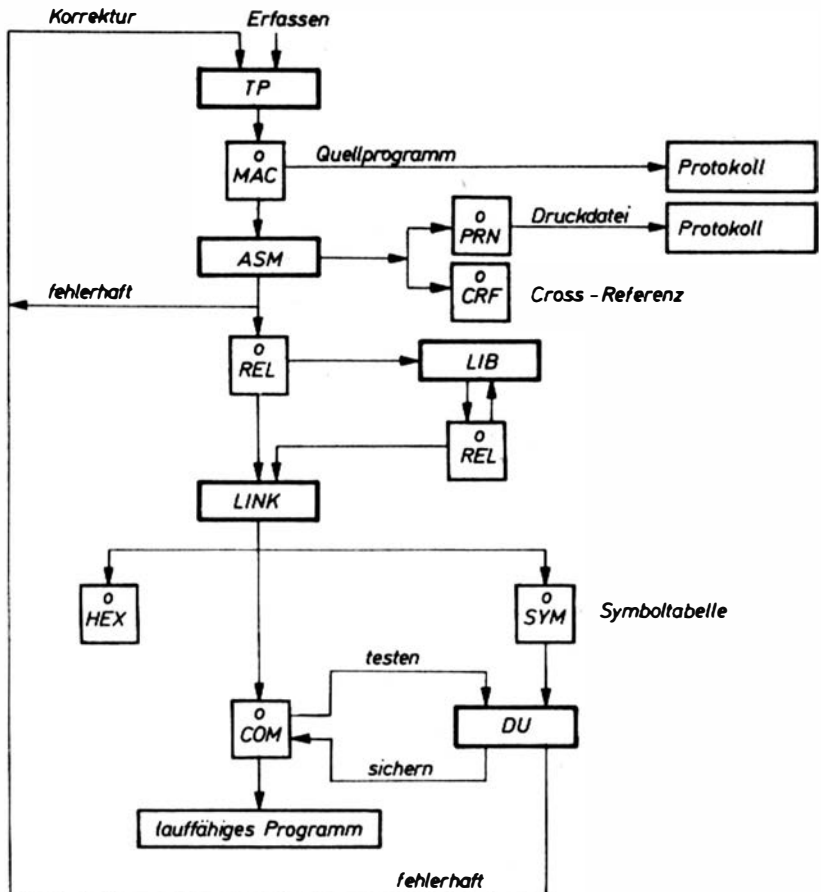 Korrektur
Erfassen
TP
o
MAC
Quellprogramm
Protokoll
o
PRN
Druckdatei
Protokoll
ASM
o
CRF
Cross-Referenz
fehlerhaft
o
REL
LIB
o
REL
LINK
o
HEX
o
SYM
Symboltabelle
testen
o
COM
DU
sichern
lauffähiges Programm
fehlerhaft